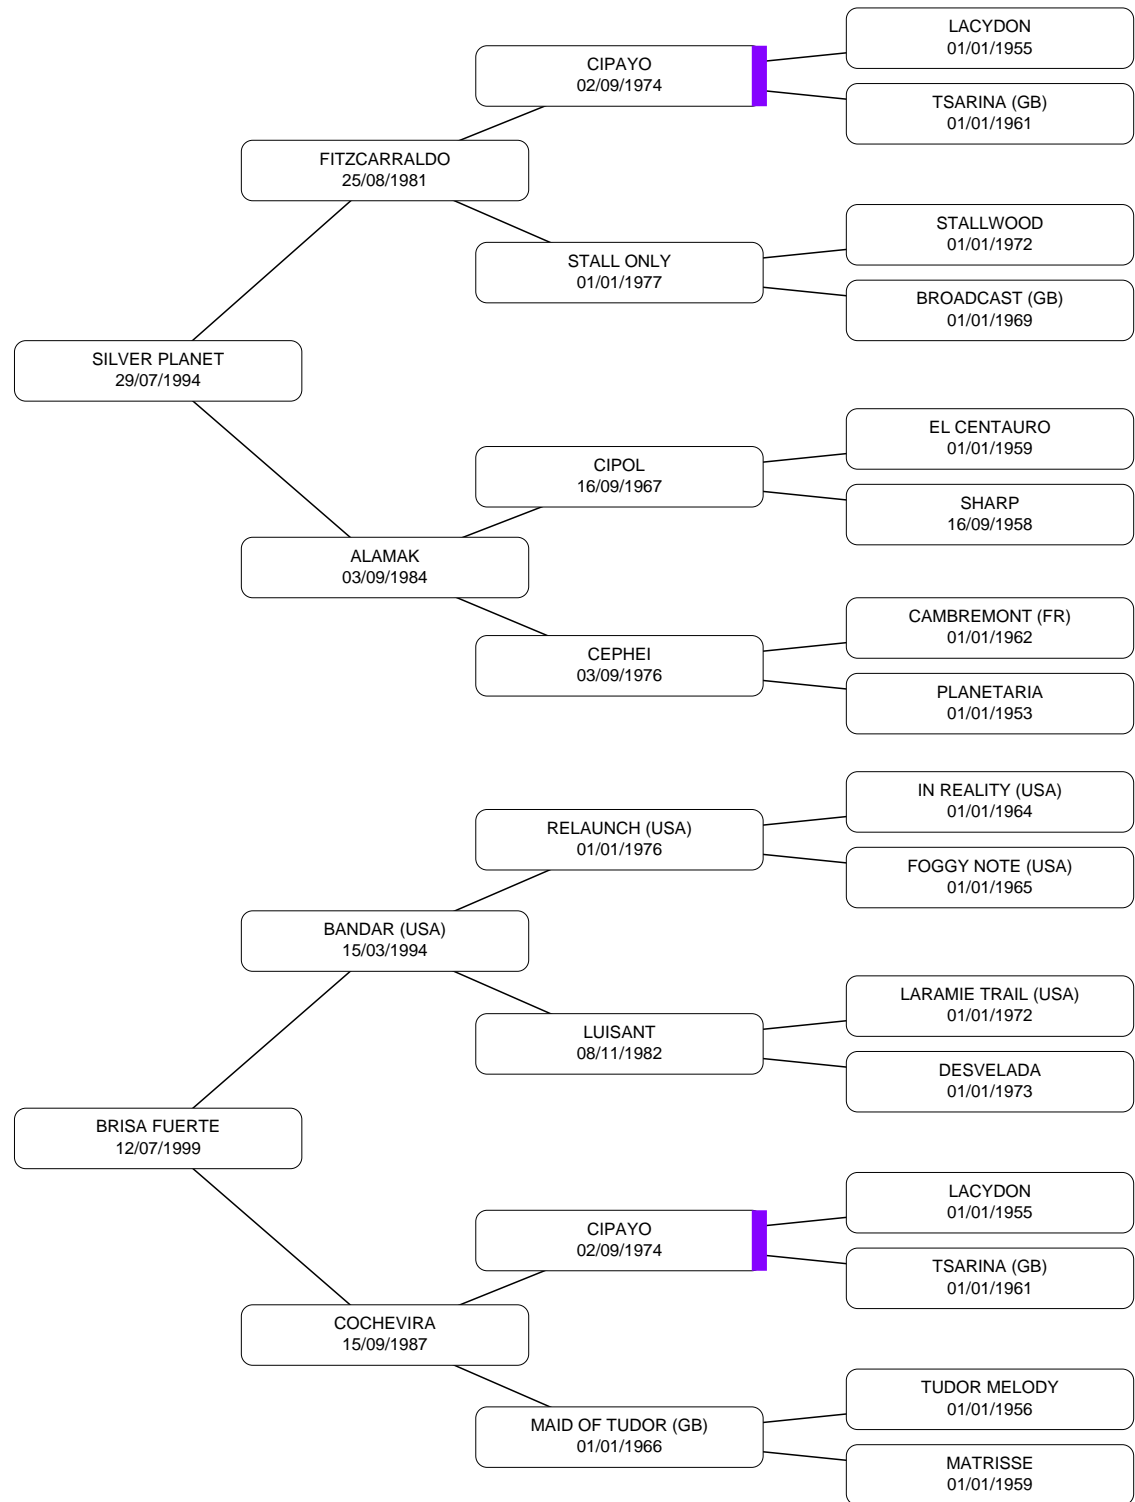 LACYDON
01/01/1955
CIPAYO
02/09/1974
TSARINA (GB)
01/01/1961
FITZCARRALDO
25/08/1981
STALLWOOD
01/01/1972
STALL ONLY
01/01/1977
BROADCAST (GB)
01/01/1969
SILVER PLANET
29/07/1994
EL CENTAURO
01/01/1959
CIPOL
16/09/1967
SHARP
16/09/1958
ALAMAK
03/09/1984
CAMBREMONT (FR)
01/01/1962
CEPHEI
03/09/1976
PLANETARIA
01/01/1953
IN REALITY (USA)
01/01/1964
RELAUNCH (USA)
01/01/1976
FOGGY NOTE (USA)
01/01/1965
BANDAR (USA)
15/03/1994
LARAMIE TRAIL (USA)
01/01/1972
LUISANT
08/11/1982
DESVELADA
01/01/1973
BRISA FUERTE
12/07/1999
LACYDON
01/01/1955
CIPAYO
02/09/1974
TSARINA (GB)
01/01/1961
COCHEVIRA
15/09/1987
TUDOR MELODY
01/01/1956
MAID OF TUDOR (GB)
01/01/1966
MATRISSE
01/01/1959